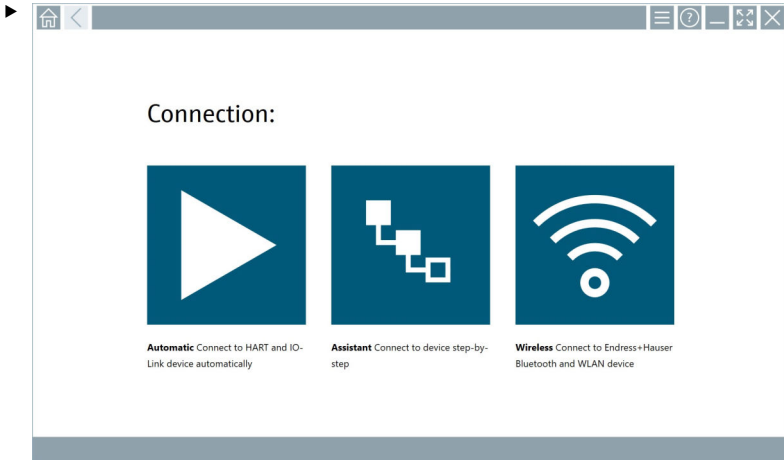 Connection:
Automatic Connect to HART and IO-
Link device automatically
Assistant Connect to device step-by-
step
Wireless Connect to Endress+Hauser
Bluetooth and WLAN device